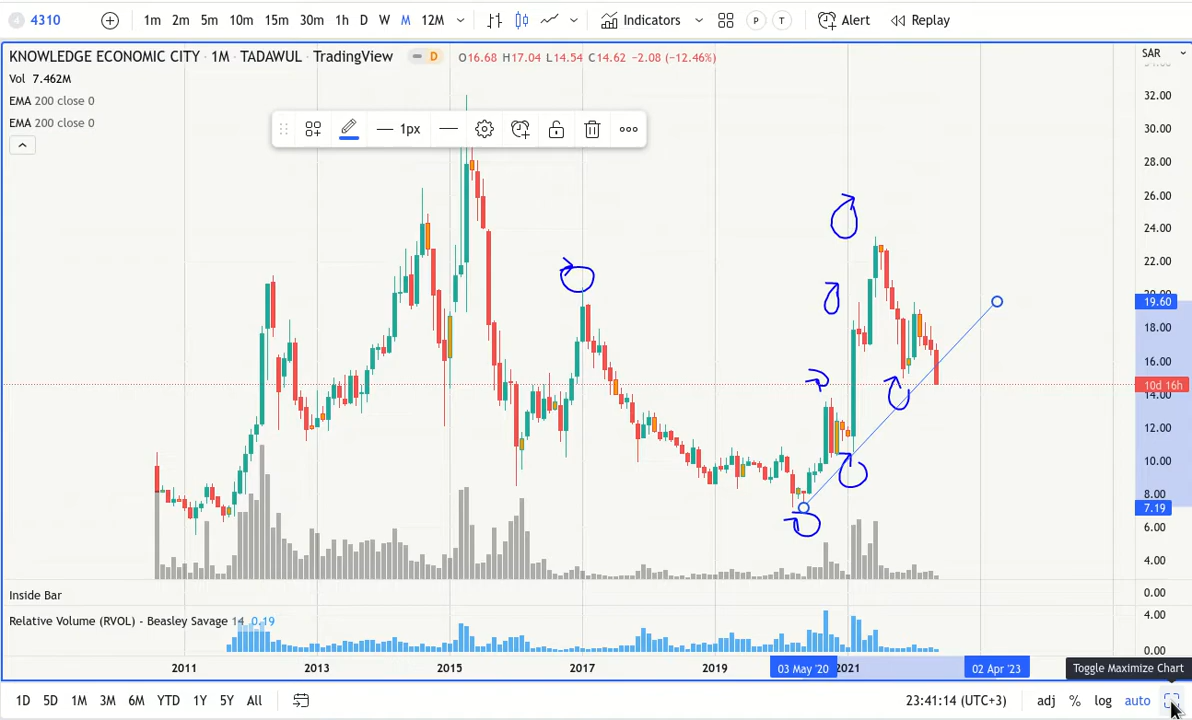 4310 1m 2m 5m 10m 15m 30m 1h D W M 12M Indicators P T Alert Replay
KNOWLEDGE ECONOMIC CITY · 1M · TADAWUL · TradingView D O16.68 H17.04 L14.54 C14.62 −2.08 (−12.46%) SAR
Vol 7.462M
EMA 200 close 0
EMA 200 close 0
1px
34.00
32.00
30.00
28.00
26.00
24.00
22.00
20.00
19.60
18.00
16.00
10d 16h
14.00
12.00
10.00
8.00
7.19
6.00
4.00
0.00
Inside Bar
Relative Volume (RVOL) - Beasley Savage 14 0.19
4.00
0.00
2011 2013 2015 2017 2019 03 May '20 2021 02 Apr '23 Toggle Maximize Chart
1D 5D 1M 3M 6M YTD 1Y 5Y All 23:41:14 (UTC+3) adj % log auto